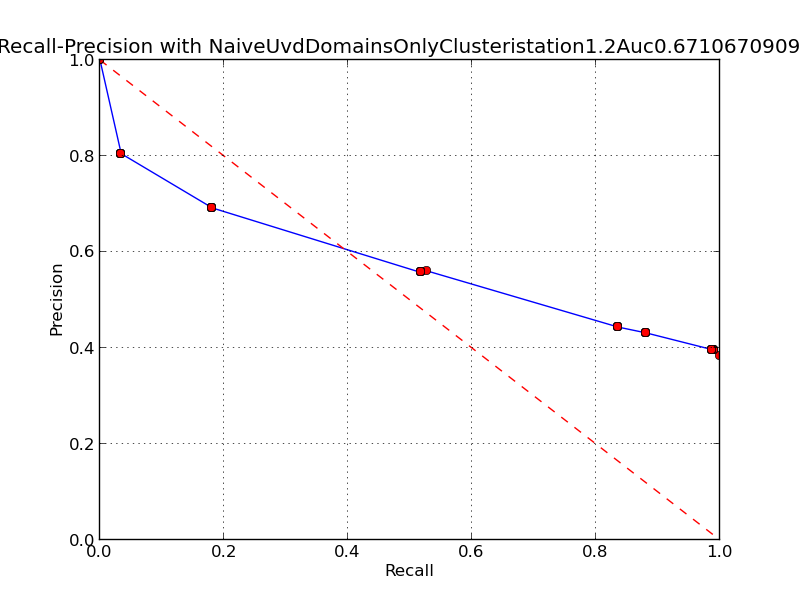 Recall-Precision with NaiveUvdDomainsOnlyClusteristation1.2Auc0.6710670909
1.0
0.8
0.6
0.4
0.2
0.0
Precision
0.0 0.2 0.4 0.6 0.8 1.0
Recall